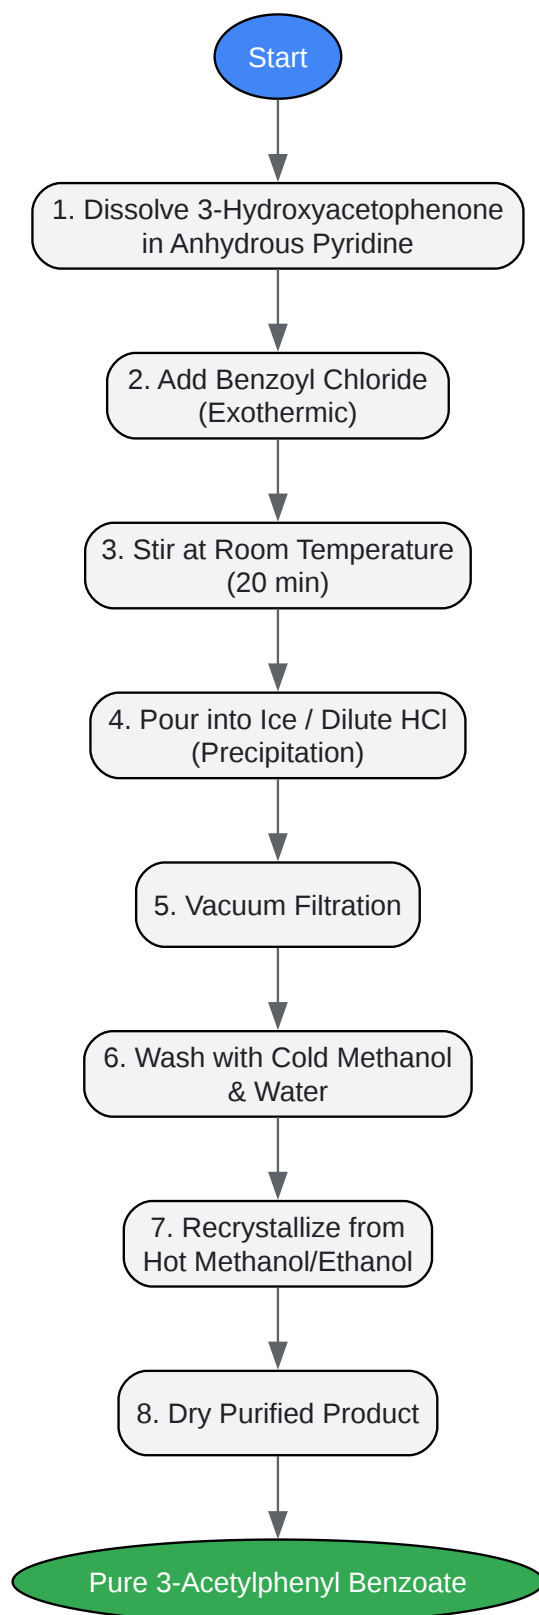 Start
1. Dissolve 3-Hydroxyacetophenone
in Anhydrous Pyridine
2. Add Benzoyl Chloride
(Exothermic)
3. Stir at Room Temperature
(20 min)
4. Pour into Ice / Dilute HCl
(Precipitation)
5. Vacuum Filtration
6. Wash with Cold Methanol
& Water
7. Recrystallize from
Hot Methanol/Ethanol
8. Dry Purified Product
Pure 3-Acetylphenyl Benzoate